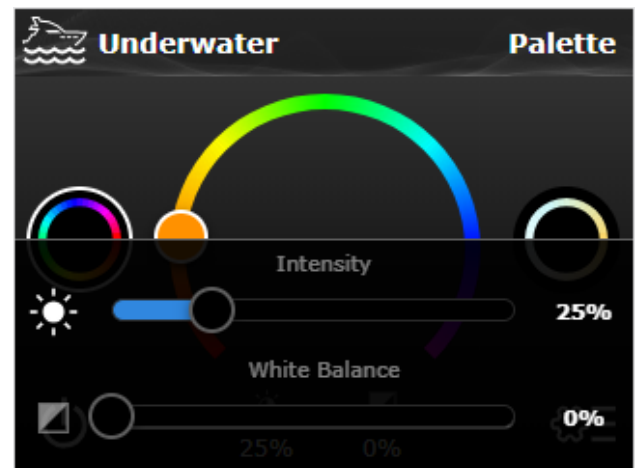 Underwater Palette
Intensity
25%
White Balance
0%
25% 0%